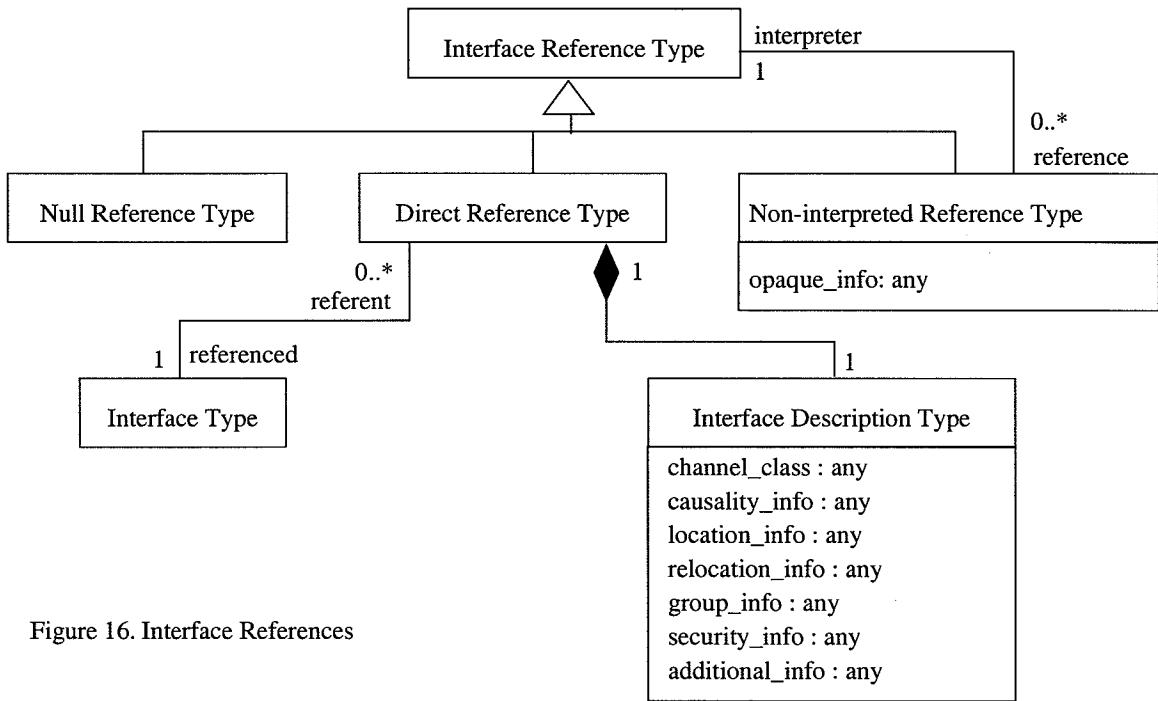 Interface Reference Type
interpreter
1
0..*
reference
Null Reference Type
Direct Reference Type
Non-interpreted Reference Type
opaque_info: any
0..*
referent
1
1 referenced
1
Interface Type
Interface Description Type
channel_class : any
causality_info : any
location_info : any
relocation_info : any
group_info : any
security_info : any
additional_info : any
Figure 16. Interface References